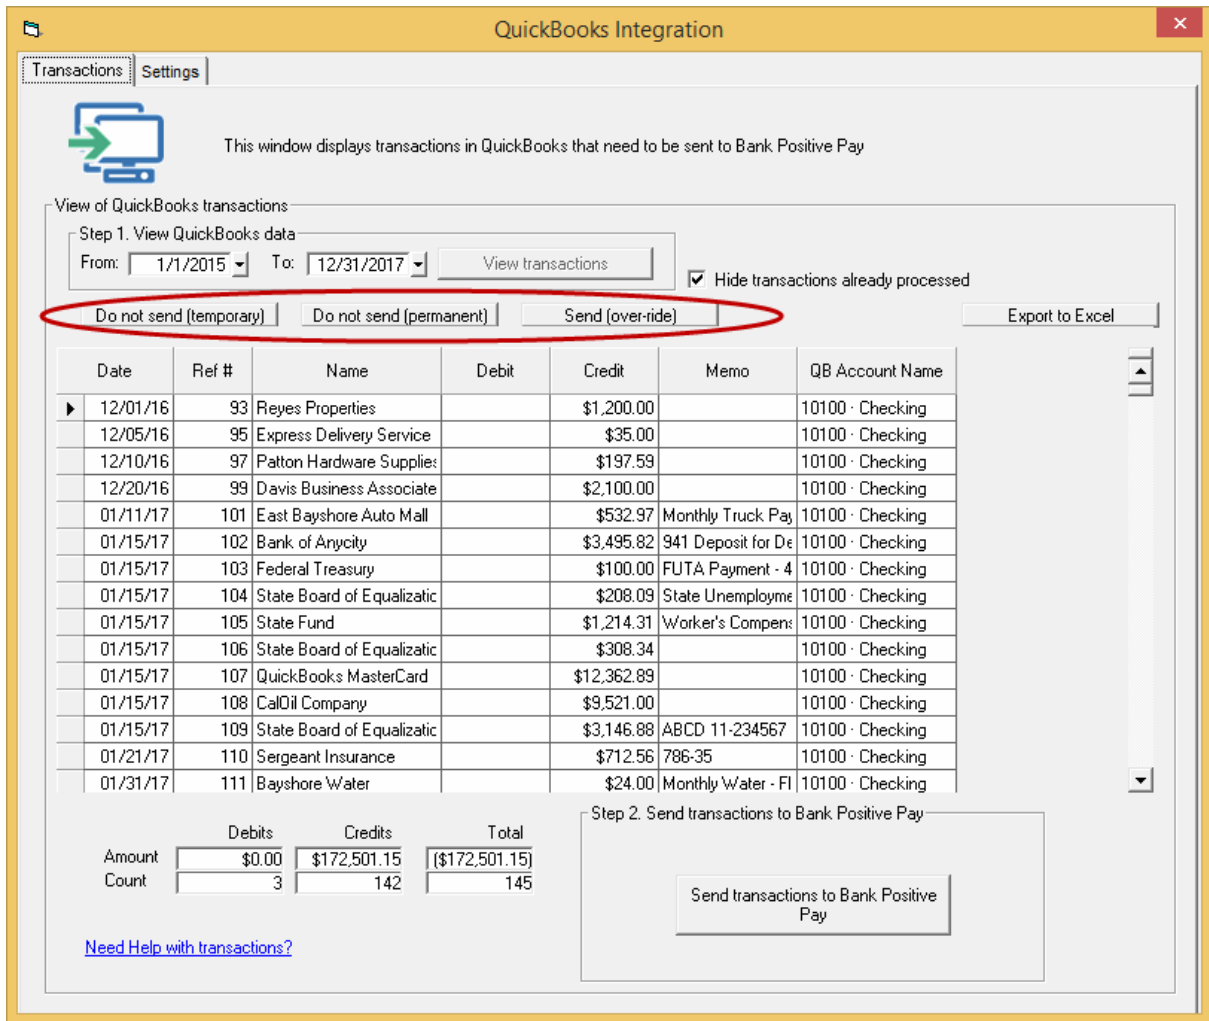 QuickBooks Integration
Transactions Settings
This window displays transactions in QuickBooks that need to be sent to Bank Positive Pay
View of QuickBooks transactions
Step 1. View QuickBooks data
From: 1/1/2015 To: 12/31/2017 View transactions
Hide transactions already processed
Do not send (temporary) Do not send (permanent) Send (over-ride) Export to Excel
Date Ref # Name Debit Credit Memo QB Account Name
12/01/16 93 Reyes Properties $1,200.00 10100 · Checking
12/05/16 95 Express Delivery Service $35.00 10100 · Checking
12/10/16 97 Patton Hardware Supplies $197.59 10100 · Checking
12/20/16 99 Davis Business Associate $2,100.00 10100 · Checking
01/11/17 101 East Bayshore Auto Mall $532.97 Monthly Truck Pay 10100 · Checking
01/15/17 102 Bank of Anycity $3,495.82 941 Deposit for De 10100 · Checking
01/15/17 103 Federal Treasury $100.00 FUTA Payment - 4 10100 · Checking
01/15/17 104 State Board of Equalizatic $208.09 State Unemployme 10100 · Checking
01/15/17 105 State Fund $1,214.31 Worker's Compens 10100 · Checking
01/15/17 106 State Board of Equalizatic $308.34 10100 · Checking
01/15/17 107 QuickBooks MasterCard $12,362.89 10100 · Checking
01/15/17 108 CalOil Company $9,521.00 10100 · Checking
01/15/17 109 State Board of Equalizatic $3,146.88 ABCD 11-234567 10100 · Checking
01/21/17 110 Sergeant Insurance $712.56 786-35 10100 · Checking
01/31/17 111 Bayshore Water $24.00 Monthly Water - Fl 10100 · Checking
Step 2. Send transactions to Bank Positive Pay
Debits Credits Total
Amount $0.00 $172,501.15 ($172,501.15)
Count 3 142 145
Send transactions to Bank Positive
Pay
Need Help with transactions?